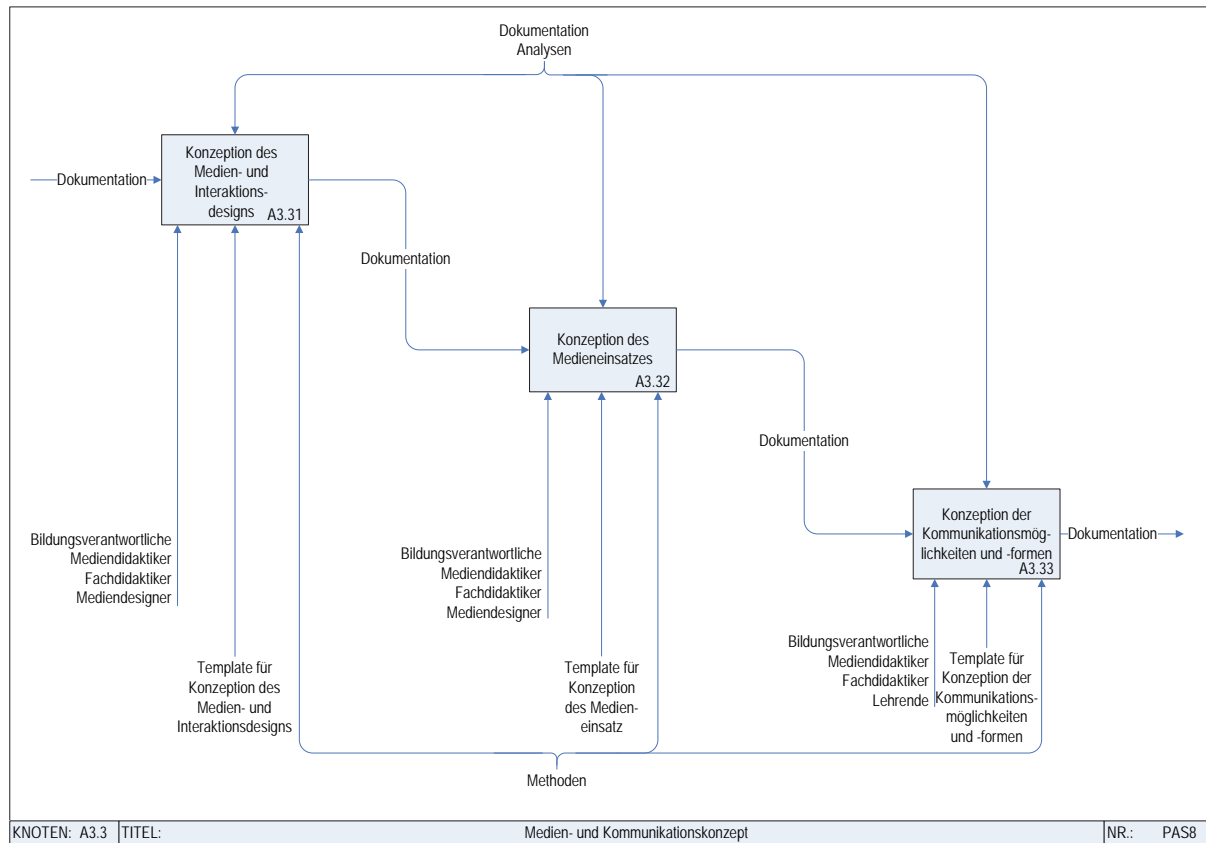 Dokumentation
Analysen
Konzeption des
Medien- und
Interaktions-
designs
A3.31
Dokumentation
Dokumentation
Konzeption des
Medieneinsatzes
A3.32
Dokumentation
Konzeption der
Kommunikationsmög-
lichkeiten und -formen
A3.33
Dokumentation
Bildungsverantwortliche
Mediendidaktiker
Fachdidaktiker
Mediendesigner
Bildungsverantwortliche
Mediendidaktiker
Fachdidaktiker
Mediendesigner
Bildungsverantwortliche
Mediendidaktiker
Fachdidaktiker
Lehrende
Template für
Konzeption des
Medien- und
Interaktionsdesigns
Template für
Konzeption
des Medien-
einsatz
Template für
Konzeption der
Kommunikations-
möglichkeiten
und -formen
Methoden
KNOTEN: A3.3 TITEL: Medien- und Kommunikationskonzept NR.: PAS8